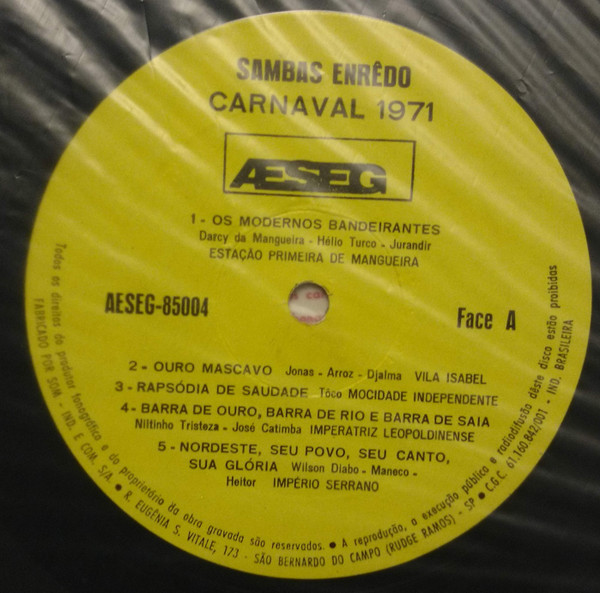 SAMBAS ENRÊDO
CARNAVAL 1971
ÆSEG
1 - OS MODERNOS BANDEIRANTES
Darcy da Mangueira - Hélio Turco - Jurandir
ESTAÇÃO PRIMEIRA DE MANGUEIRA
AESEG-85004
Face A
2 - OURO MASCAVO Jonas - Arroz - Djalma VILA ISABEL
3 - RAPSÓDIA DE SAUDADE Tôco MOCIDADE INDEPENDENTE
4 - BARRA DE OURO, BARRA DE RIO E BARRA DE SAIA
Niltinho Tristeza - José Catimba IMPERATRIZ LEOPOLDINENSE
5 - NORDESTE, SEU POVO, SEU CANTO,
SUA GLÓRIA Wilson Diabo - Maneco -
Heitor IMPÉRIO SERRANO
Todos os direitos do produtor fonográfico e do proprietário da obra gravada são reservados. ● A reprodução, a execução pública e radiodifusão dêste disco estão proibidas
FABRICADO POR SOM - IND. E COM. S/A. ● R. EUGÊNIA S. VITALE, 173 - SÃO BERNARDO DO CAMPO (RUDGE RAMOS) - SP ● C.G.C. 61.160.842/001 - IND. BRASILEIRA